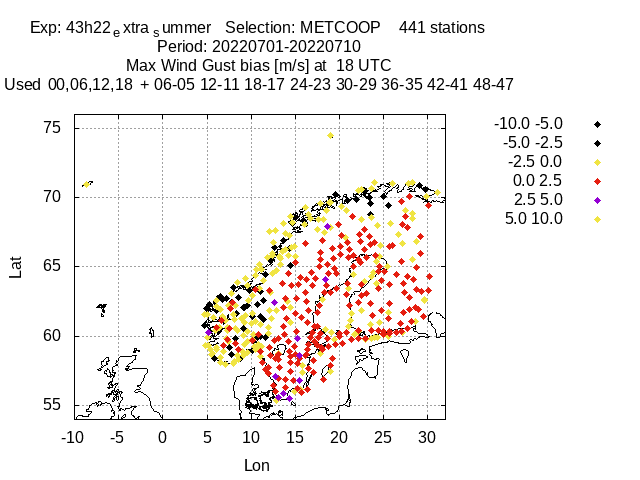 Exp: 43h22extrasummer Selection: METCOOP 441 stations
Period: 20220701-20220710
Max Wind Gust bias [m/s] at 18 UTC
Used 00,06,12,18 + 06-05 12-11 18-17 24-23 30-29 36-35 42-41 48-47
-10.0 -5.0
-5.0 -2.5
-2.5 0.0
0.0 2.5
2.5 5.0
5.0 10.0
75
70
65
60
55
Lat
-10 -5 0 5 10 15 20 25 30
Lon